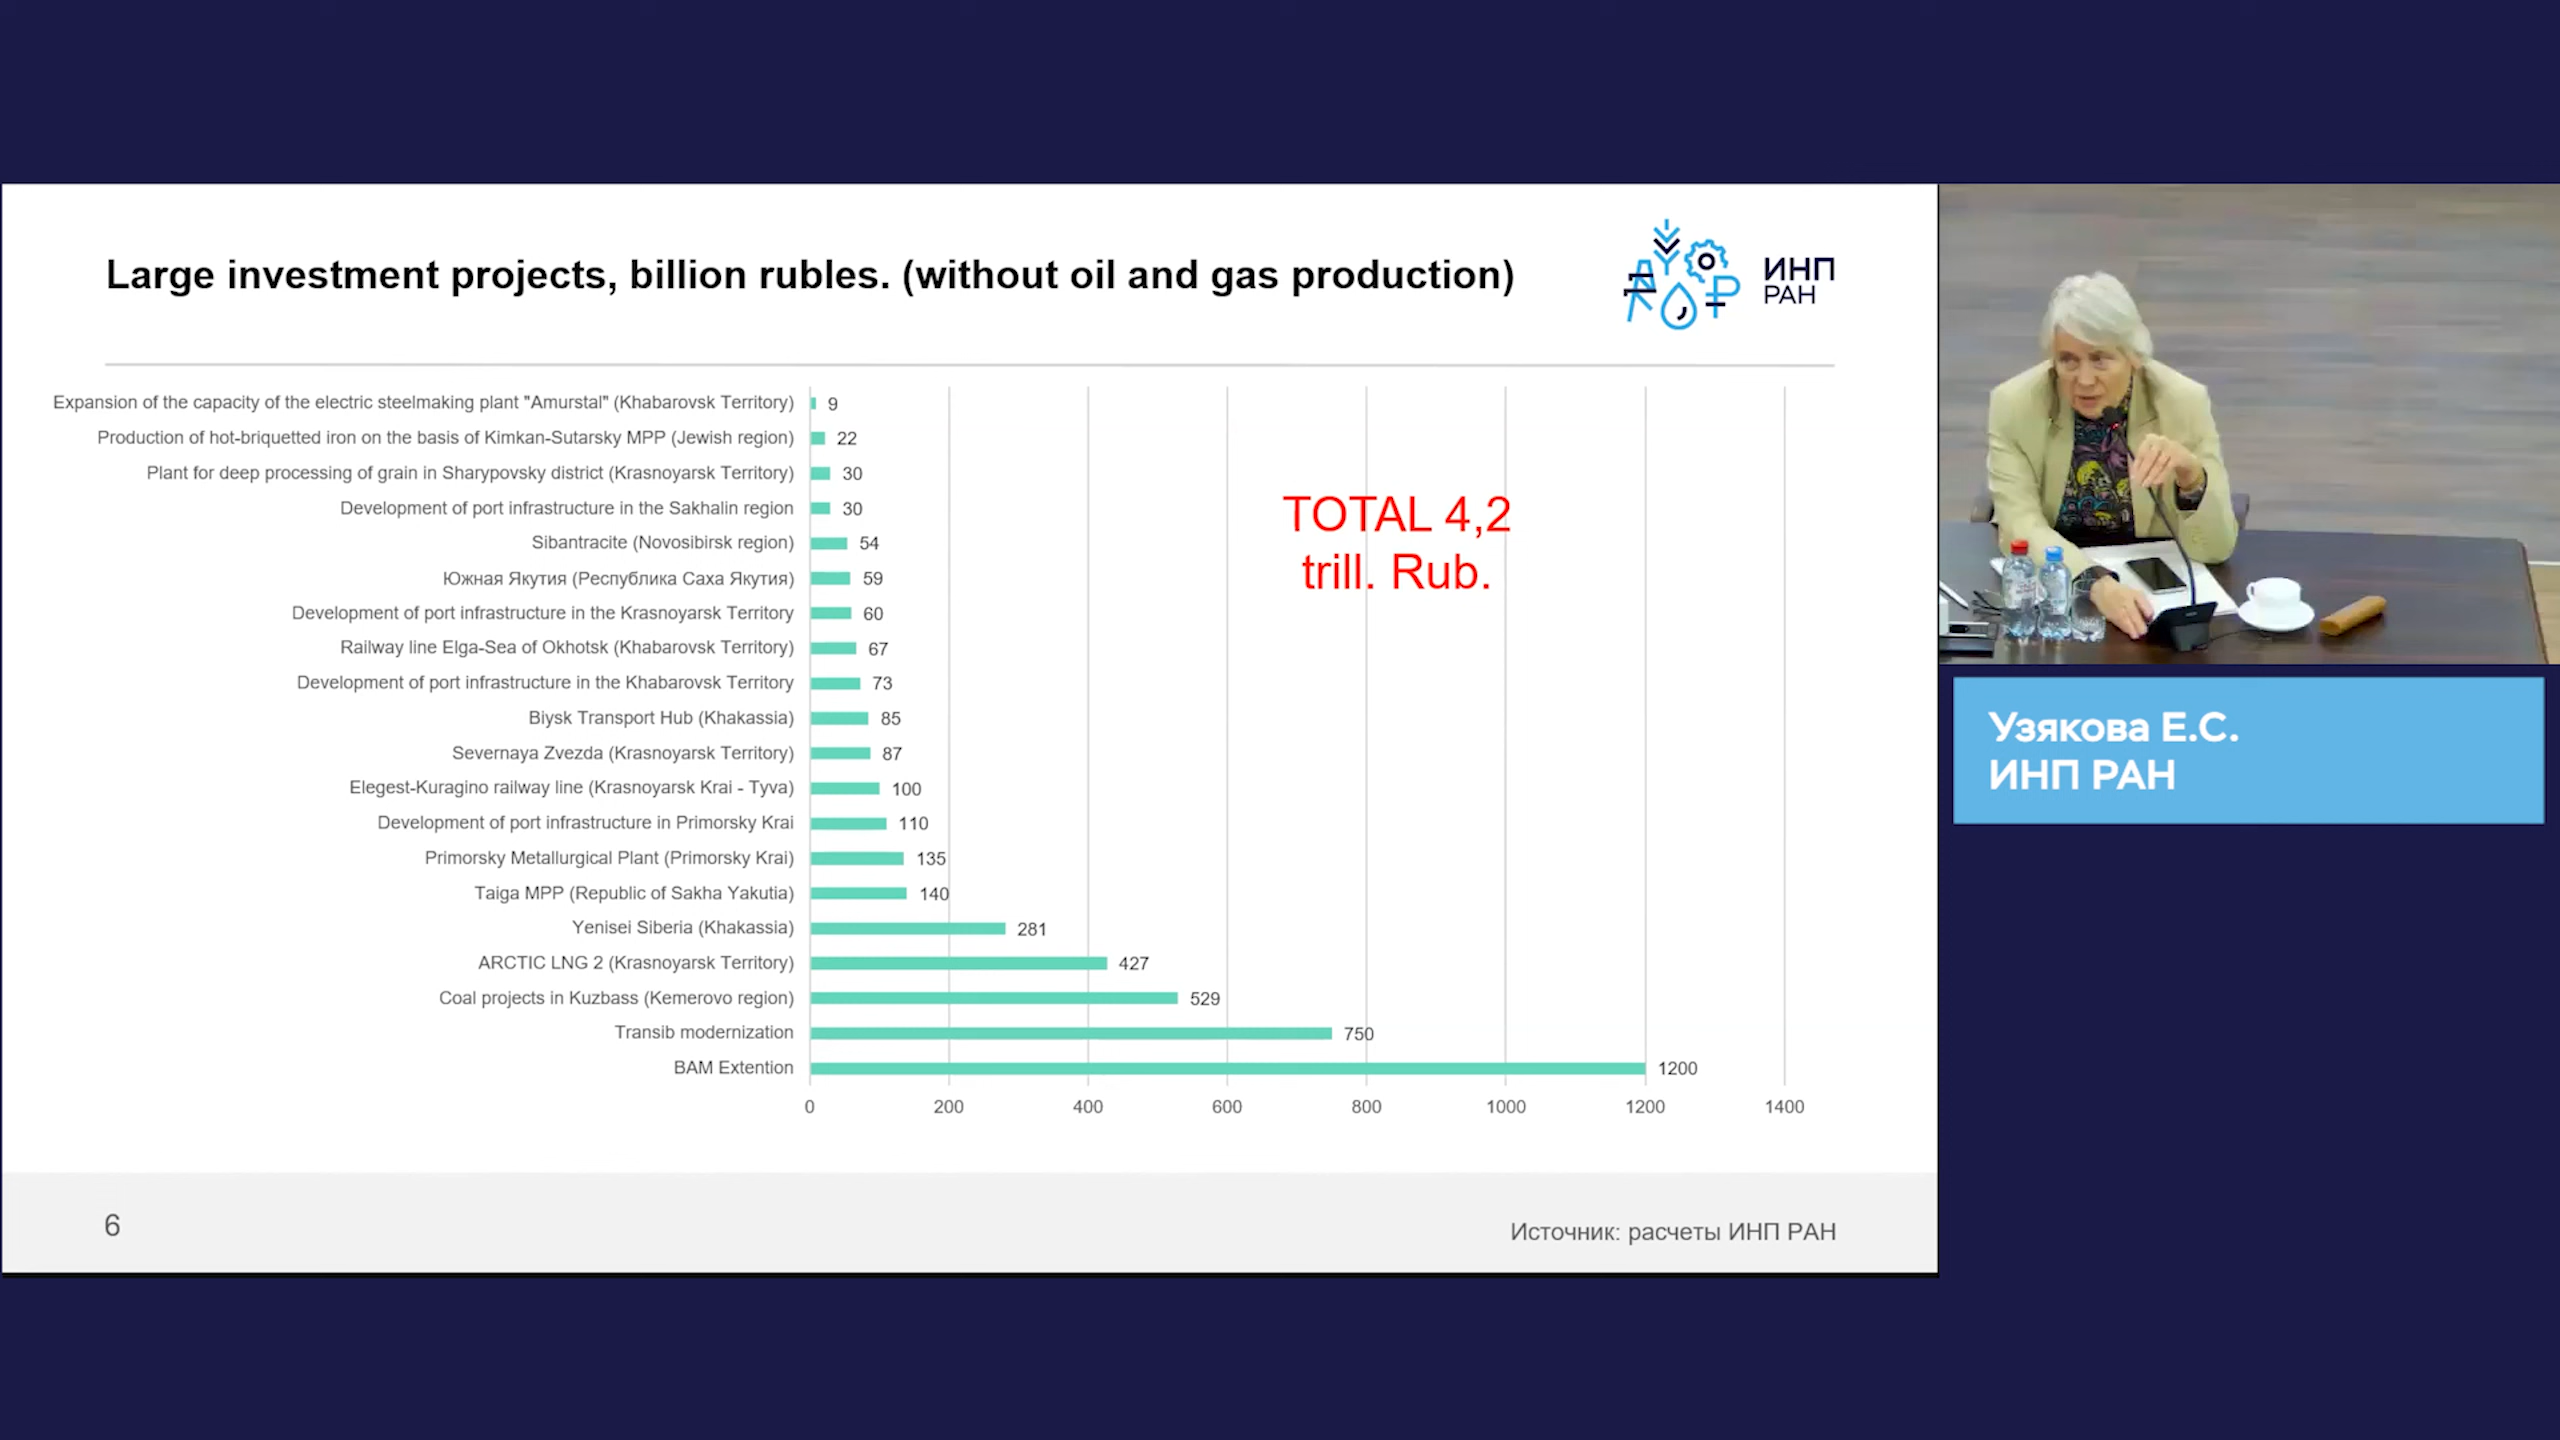 Large investment projects, billion rubles. (without oil and gas production)
ИНП
РАН
Expansion of the capacity of the electric steelmaking plant "Amurstal" (Khabarovsk Territory) 9
Production of hot-briquetted iron on the basis of Kimkan-Sutarsky MPP (Jewish region) 22
Plant for deep processing of grain in Sharypovsky district (Krasnoyarsk Territory) 30
Development of port infrastructure in the Sakhalin region 30
Sibantracite (Novosibirsk region) 54
Южная Якутия (Республика Саха Якутия) 59
Development of port infrastructure in the Krasnoyarsk Territory 60
Railway line Elga-Sea of Okhotsk (Khabarovsk Territory) 67
Development of port infrastructure in the Khabarovsk Territory 73
Biysk Transport Hub (Khakassia) 85
Severnaya Zvezda (Krasnoyarsk Territory) 87
Elegest-Kuragino railway line (Krasnoyarsk Krai - Tyva) 100
Development of port infrastructure in Primorsky Krai 110
Primorsky Metallurgical Plant (Primorsky Krai) 135
Taiga MPP (Republic of Sakha Yakutia) 140
Yenisei Siberia (Khakassia) 281
ARCTIC LNG 2 (Krasnoyarsk Territory) 427
Coal projects in Kuzbass (Kemerovo region) 529
Transib modernization 750
BAM Extention 1200
0 200 400 600 800 1000 1200 1400
TOTAL 4,2
trill. Rub.
6
Источник: расчеты ИНП РАН
Узякова Е.С.
ИНП РАН